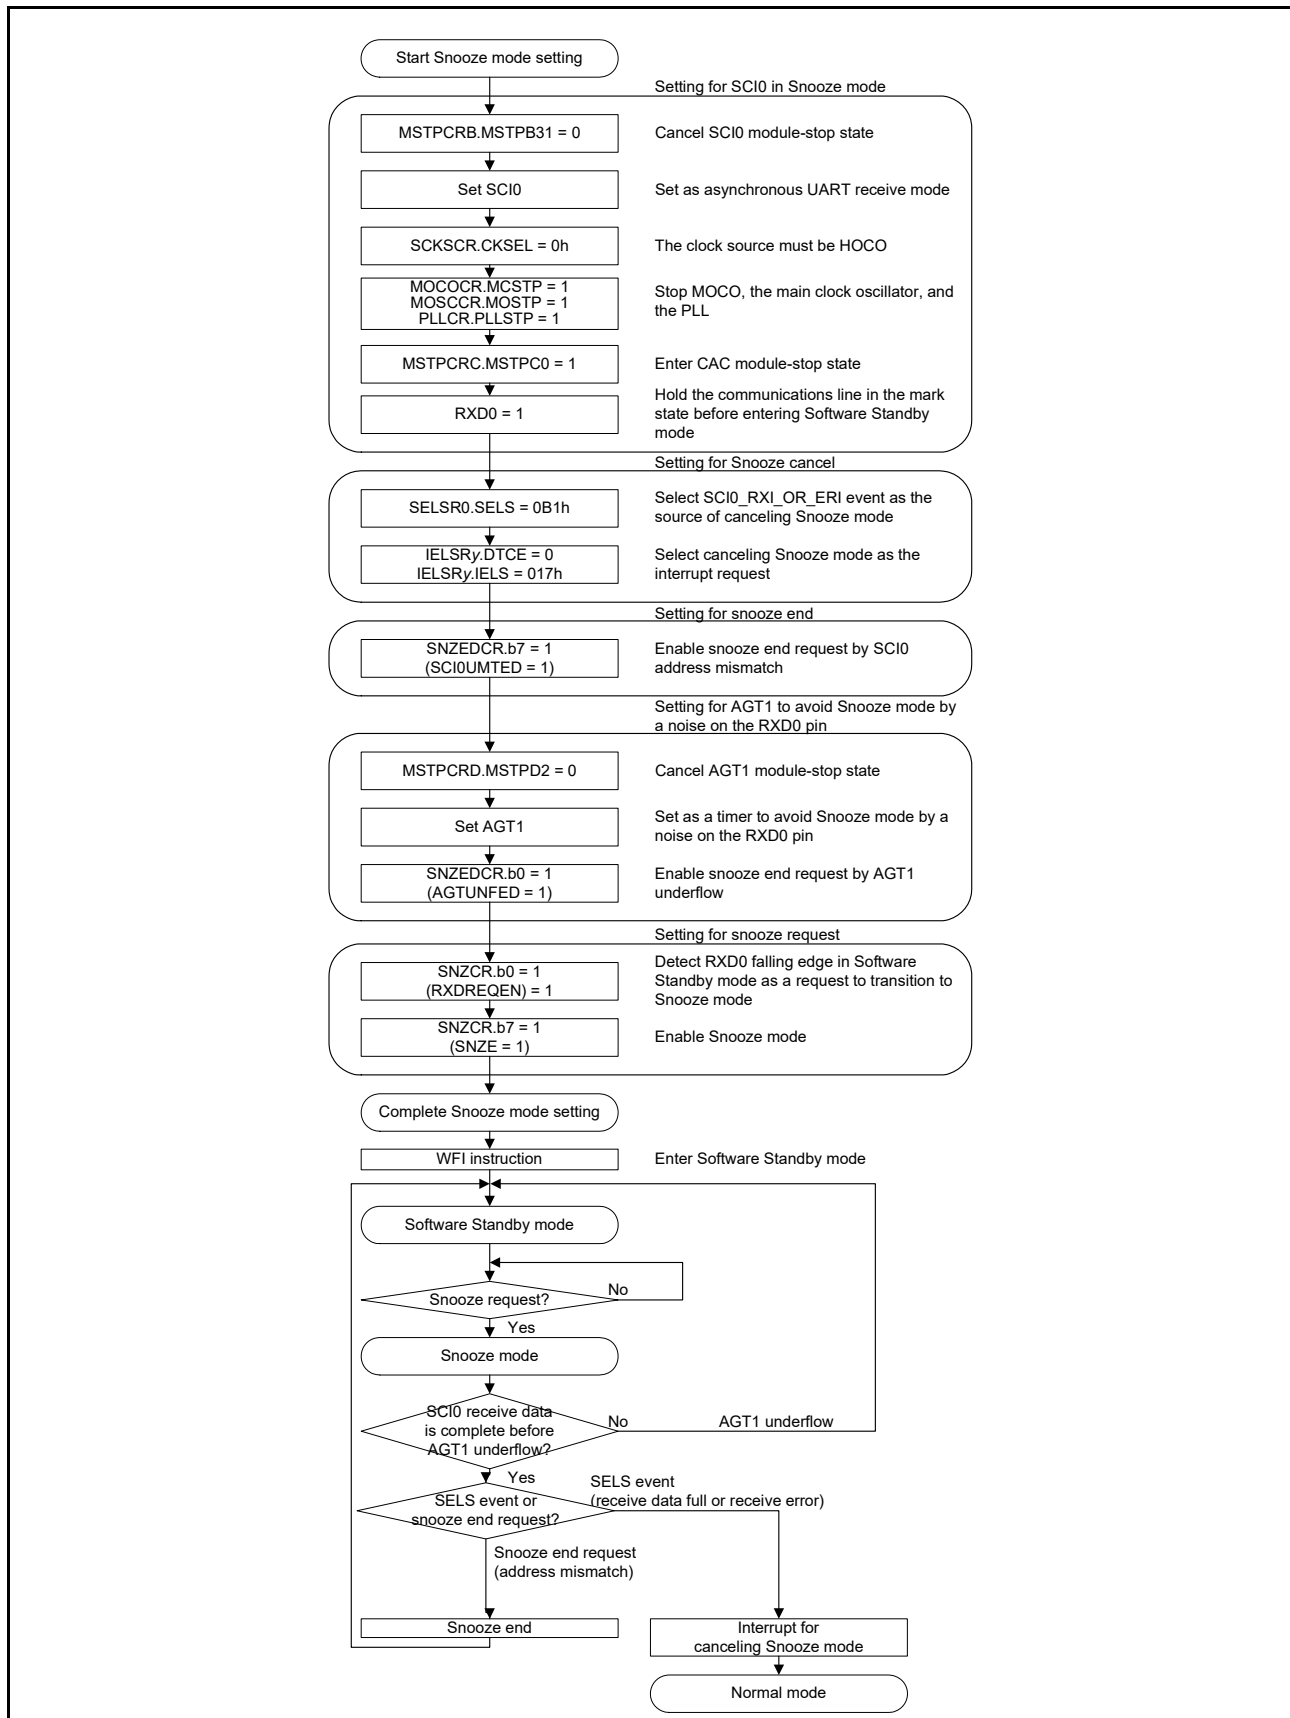 Start Snooze mode setting
Setting for SCI0 in Snooze mode
MSTPCRB.MSTPB31 = 0
Cancel SCI0 module-stop state
Set SCI0
Set as asynchronous UART receive mode
SCKSCR.CKSEL = 0h
The clock source must be HOCO
MOCOCR.MCSTP = 1
MOSCCR.MOSTP = 1
PLLCR.PLLSTP = 1
Stop MOCO, the main clock oscillator, and
the PLL
MSTPCRC.MSTPC0 = 1
Enter CAC module-stop state
RXD0 = 1
Hold the communications line in the mark
state before entering Software Standby
mode
Setting for Snooze cancel
SELSR0.SELS = 0B1h
Select SCI0_RXI_OR_ERI event as the
source of canceling Snooze mode
IELSRy.DTCE = 0
IELSRy.IELS = 017h
Select canceling Snooze mode as the
interrupt request
Setting for snooze end
SNZEDCR.b7 = 1
(SCI0UMTED = 1)
Enable snooze end request by SCI0
address mismatch
Setting for AGT1 to avoid Snooze mode by
a noise on the RXD0 pin
MSTPCRD.MSTPD2 = 0
Cancel AGT1 module-stop state
Set AGT1
Set as a timer to avoid Snooze mode by a
noise on the RXD0 pin
SNZEDCR.b0 = 1
(AGTUNFED = 1)
Enable snooze end request by AGT1
underflow
Setting for snooze request
SNZCR.b0 = 1
(RXDREQEN) = 1
Detect RXD0 falling edge in Software
Standby mode as a request to transition to
Snooze mode
SNZCR.b7 = 1
(SNZE = 1)
Enable Snooze mode
Complete Snooze mode setting
WFI instruction
Enter Software Standby mode
Software Standby mode
Snooze request?
No
Yes
Snooze mode
SCI0 receive data
is complete before
AGT1 underflow?
No
AGT1 underflow
Yes
SELS event or
snooze end request?
SELS event
(receive data full or receive error)
Snooze end request
(address mismatch)
Snooze end
Interrupt for
canceling Snooze mode
Normal mode